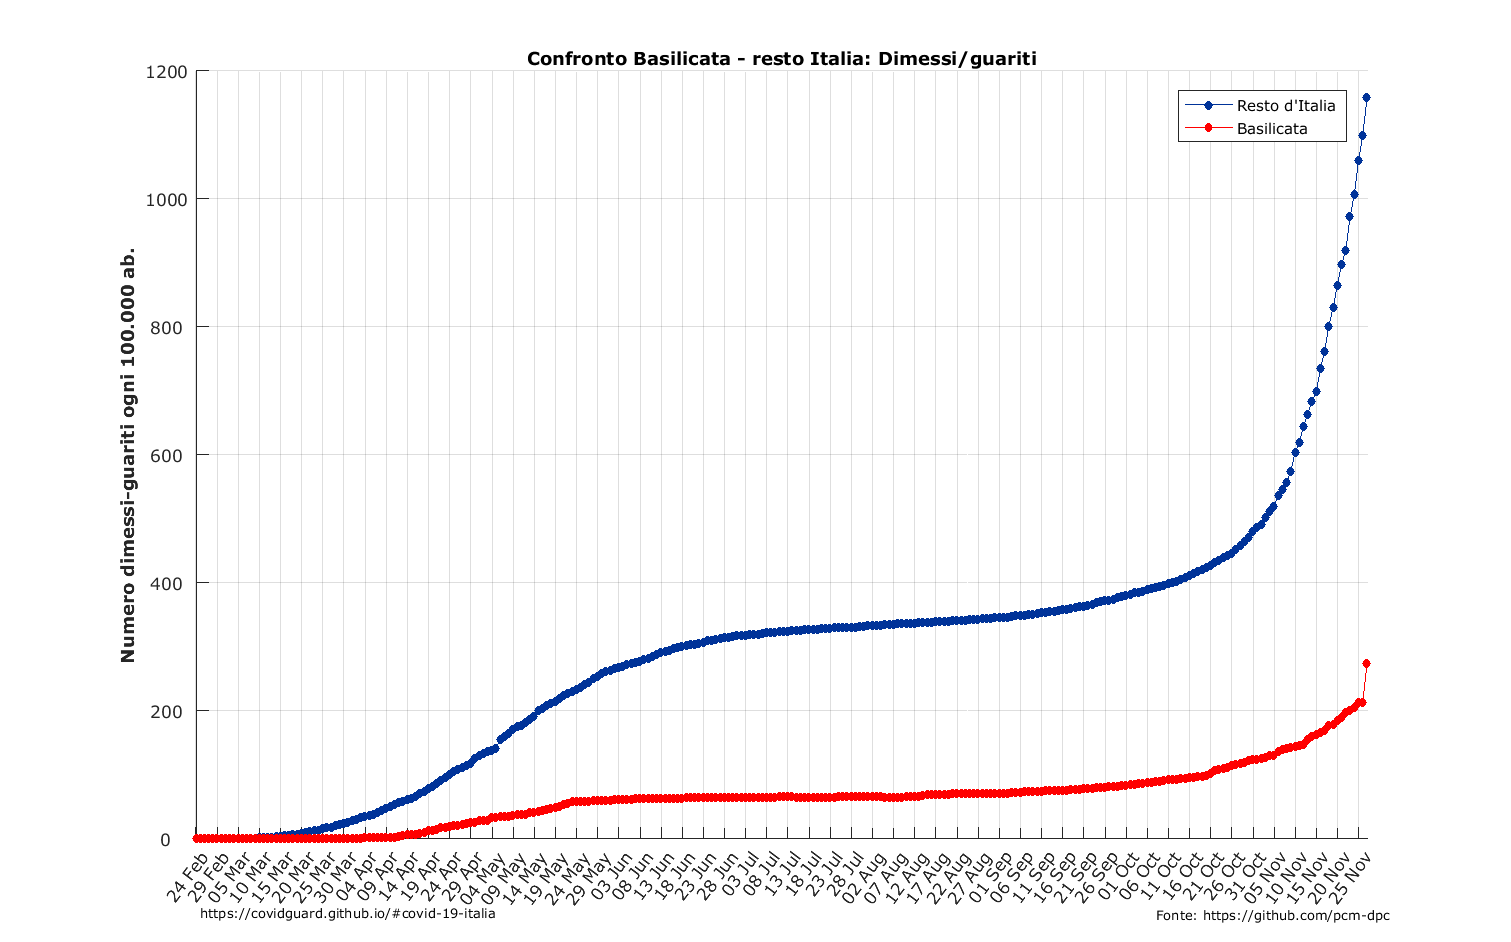 Confronto Basilicata - resto Italia: Dimessi/guariti
Resto d'Italia
Basilicata
Numero dimessi-guariti ogni 100.000 ab.
1200
1000
800
600
400
200
0
24 Feb
29 Feb
05 Mar
10 Mar
15 Mar
20 Mar
25 Mar
30 Mar
04 Apr
09 Apr
14 Apr
19 Apr
24 Apr
29 Apr
04 May
09 May
14 May
19 May
24 May
29 May
03 Jun
08 Jun
13 Jun
18 Jun
23 Jun
28 Jun
03 Jul
08 Jul
13 Jul
18 Jul
23 Jul
28 Jul
02 Aug
07 Aug
12 Aug
17 Aug
22 Aug
27 Aug
01 Sep
06 Sep
11 Sep
16 Sep
21 Sep
26 Sep
01 Oct
06 Oct
11 Oct
16 Oct
21 Oct
26 Oct
31 Oct
05 Nov
10 Nov
15 Nov
20 Nov
25 Nov
https://covidguard.github.io/#covid-19-italia
Fonte: https://github.com/pcm-dpc